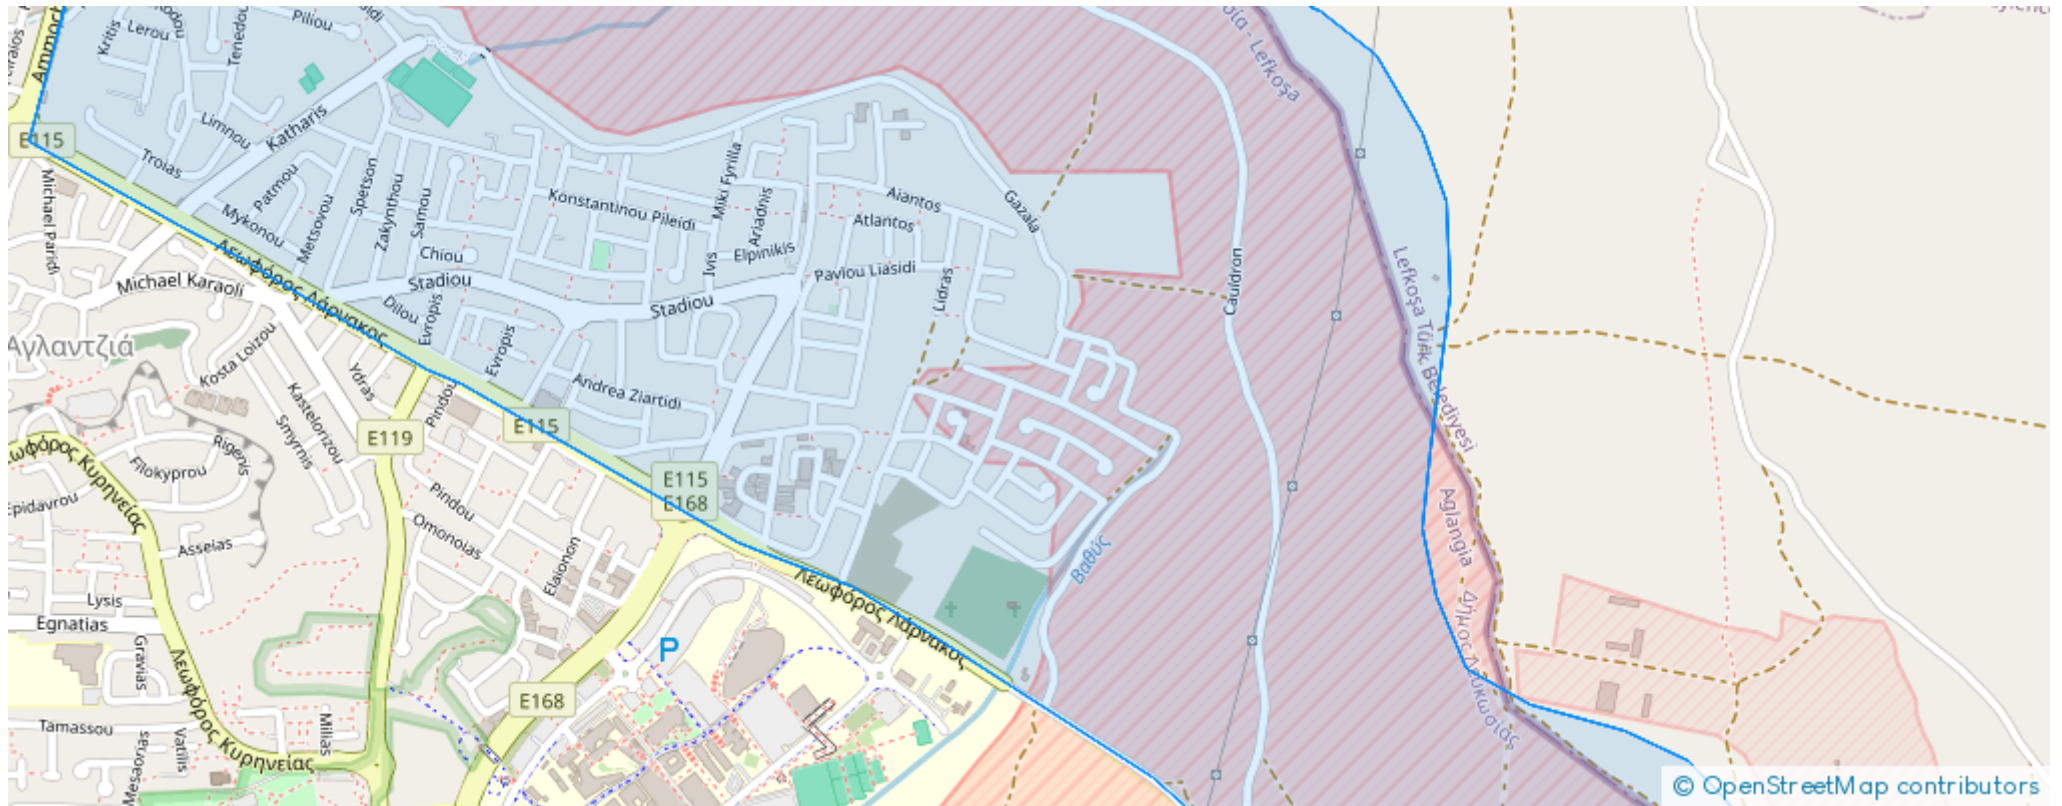 Piliou
Lerou
Kritis
Tenedou
Ammoch
E115
Limnou
Katharis
Troias
Michael Paridi
Patmou
Mykonou
Metsovou
Spetson
Zakynthou
Samou
Chiou
Stadiou
Konstantinou Pileidi
Miki Fyrilla
Ariadnis
Ivis
Elpinikis
Aiantos
Atlantos
Pavlou Liasidi
Stadiou
Lidras
Gazala
Cauldron
Lefkoşa
Lefkoşa Türk Belediyesi
Λεωφόρος Λάρνακος
Michael Karaoli
Dilou
Evropis
Evropis
Andrea Ziartidi
Αγλαντζιά
Kosta Loizou
Ydras
Kastelorizou
Smyrnis
Pindou
E119
E115
E115
E168
Rigenis
Filokyprou
Epidavrou
Λεωφόρος Κυρηνείας
Pindou
Omonoias
Asseias
Elaionon
Βαθύς
Λεωφόρος Λάρνακος
Aglangia
Δήμος Λευκωσίας
Lysis
Egnatias
Gravias
P
E168
Tamassou
Vatilis
Mesaorias
Milias
Λεωφόρος Κυρηνείας
© OpenStreetMap contributors